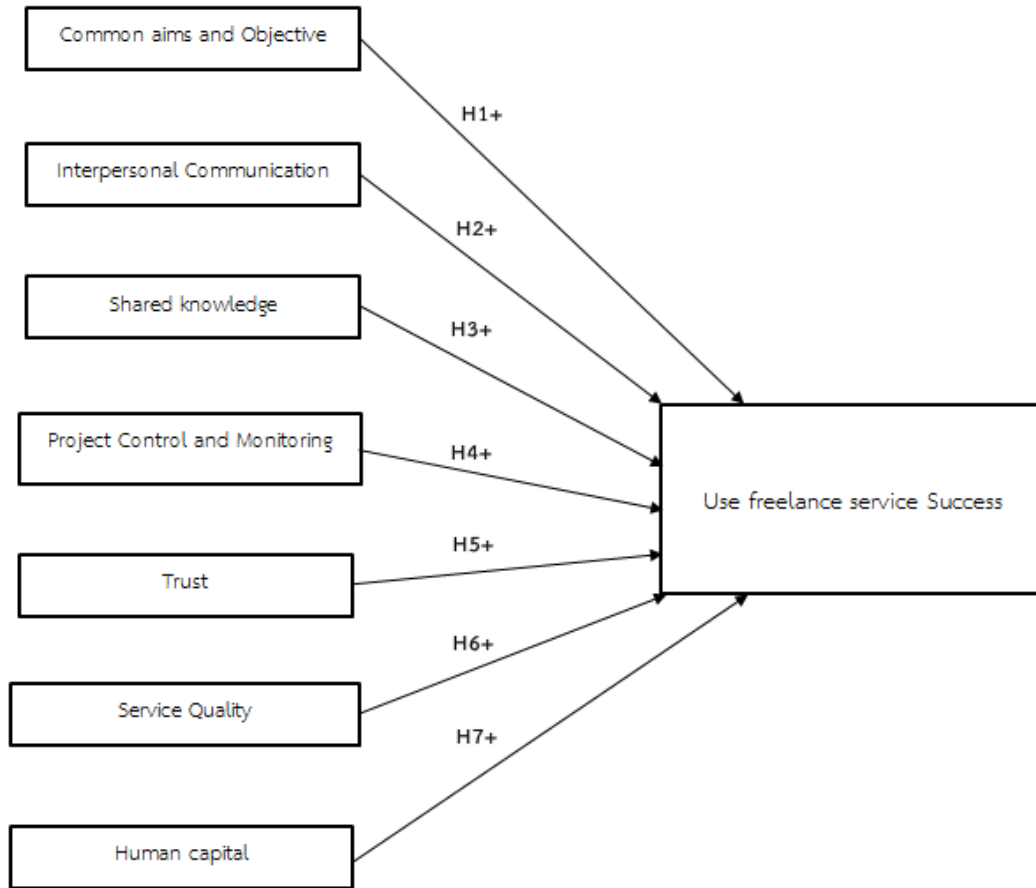 Common aims and Objective
H1+
Interpersonal Communication
H2+
Shared knowledge
H3+
Project Control and Monitoring
H4+
Use freelance service Success
H5+
Trust
H6+
Service Quality
H7+
Human capital